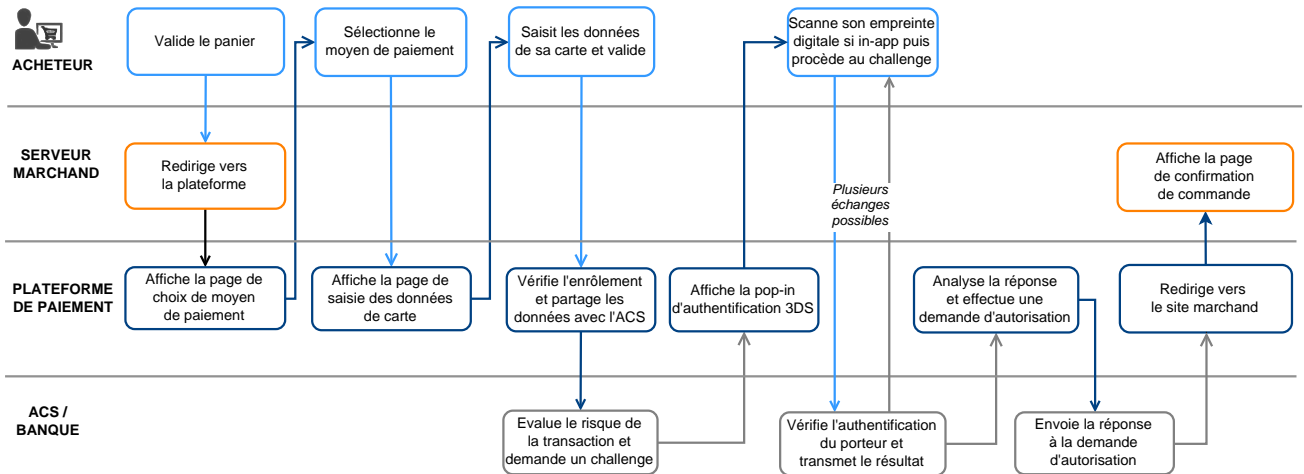 ACHETEUR
Valide le panier
Sélectionne le
moyen de paiement
Saisit les données
de sa carte et valide
Scanne son empreinte
digitale si in-app puis
procède au challenge
SERVEUR
MARCHAND
Redirige vers
la plateforme
Plusieurs
échanges
possibles
Affiche la page
de confirmation
de commande
PLATEFORME
DE PAIEMENT
Affiche la page de
choix de moyen
de paiement
Affiche la page de
saisie des données
de carte
Vérifie l'enrôlement
et partage les
données avec l'ACS
Affiche la pop-in
d'authentification 3DS
Analyse la réponse
et effectue une
demande d'autorisation
Redirige vers
le site marchand
ACS /
BANQUE
Evalue le risque de
la transaction et
demande un challenge
Vérifie l'authentification
du porteur et
transmet le résultat
Envoie la réponse
à la demande
d'autorisation